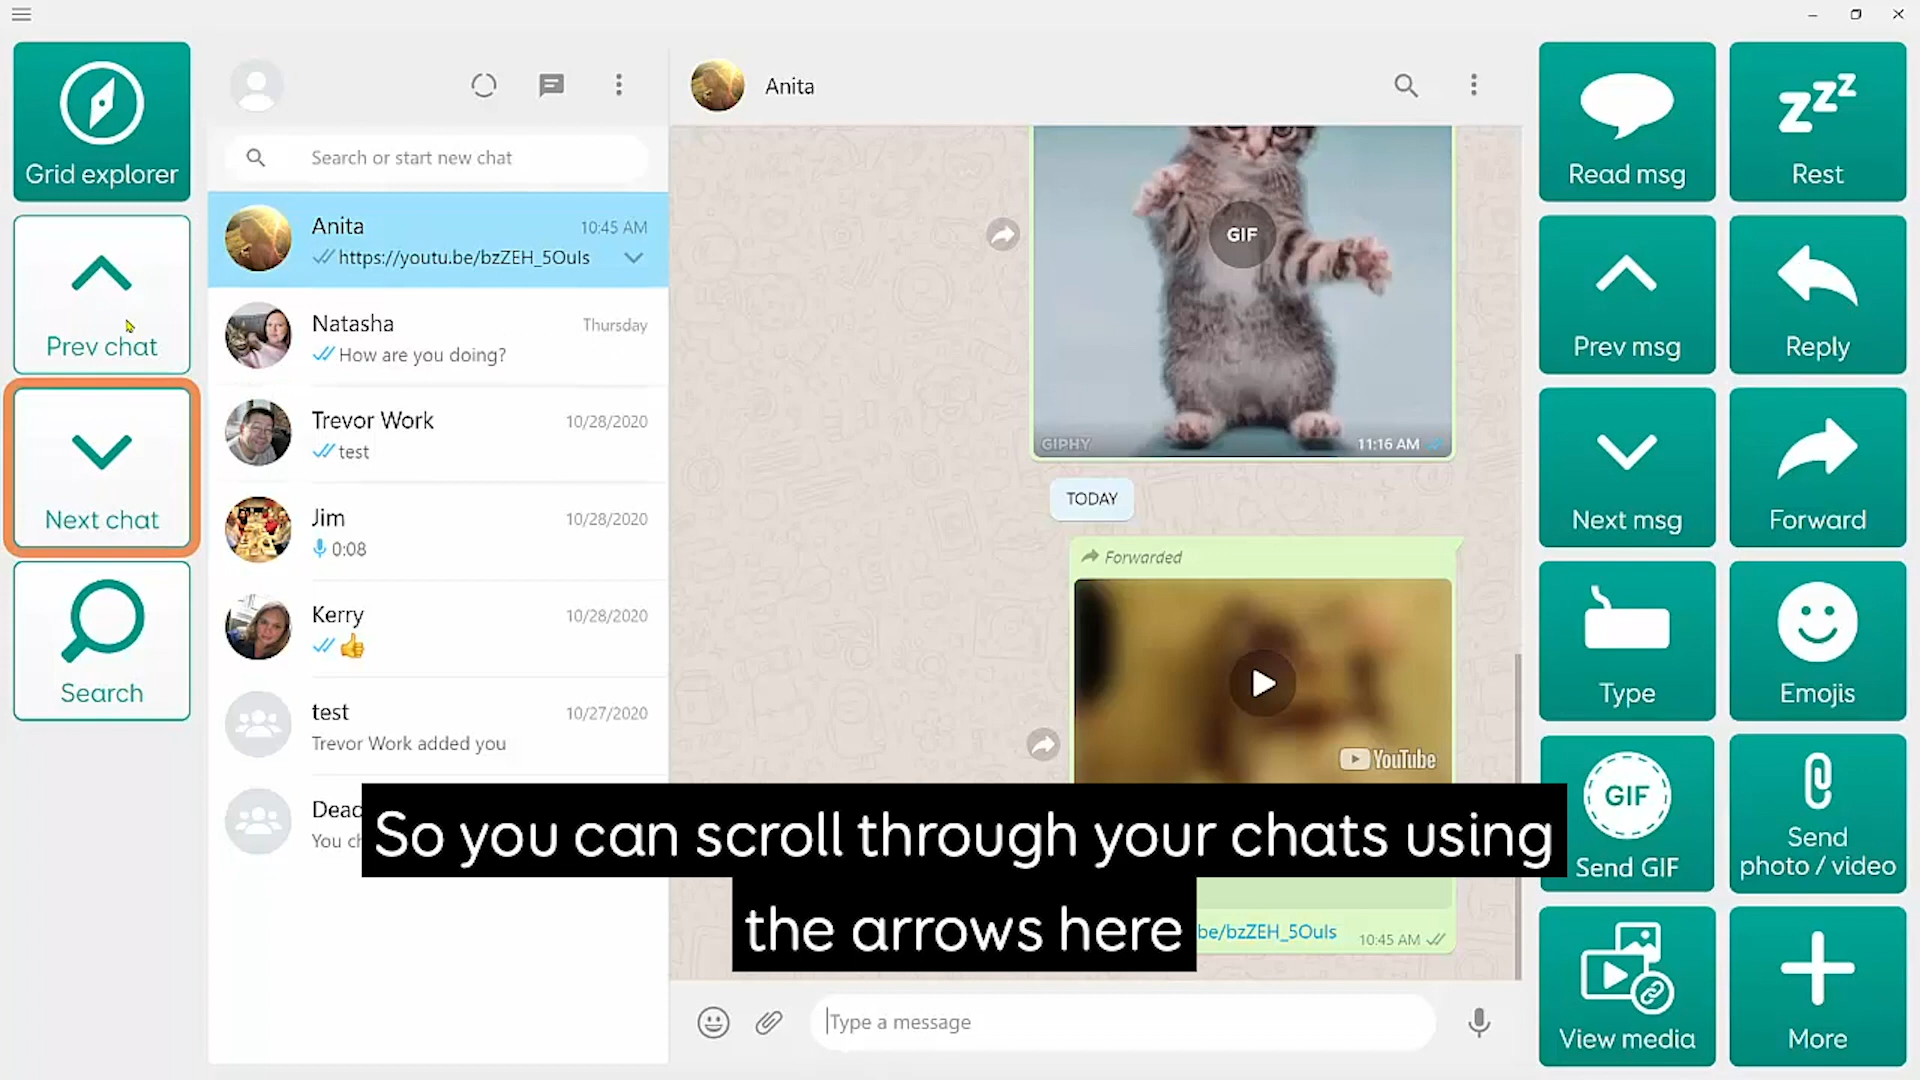 Grid explorer
Prev chat
Next chat
Search
Search or start new chat
Anita
10:45 AM
https://youtu.be/bzZEH_5Ouls
Natasha
Thursday
How are you doing?
Trevor Work
10/28/2020
test
Jim
10/28/2020
0:08
Kerry
10/28/2020
👍
test
10/27/2020
Trevor Work added you
Anita
GIF
GIPHY
11:16 AM
TODAY
Forwarded
YouTube
be/bzZEH_5Ouls
10:45 AM
Type a message
So you can scroll through your chats using
the arrows here
Read msg
Rest
Prev msg
Reply
Next msg
Forward
Type
Emojis
GIF
Send GIF
Send
photo / video
View media
More